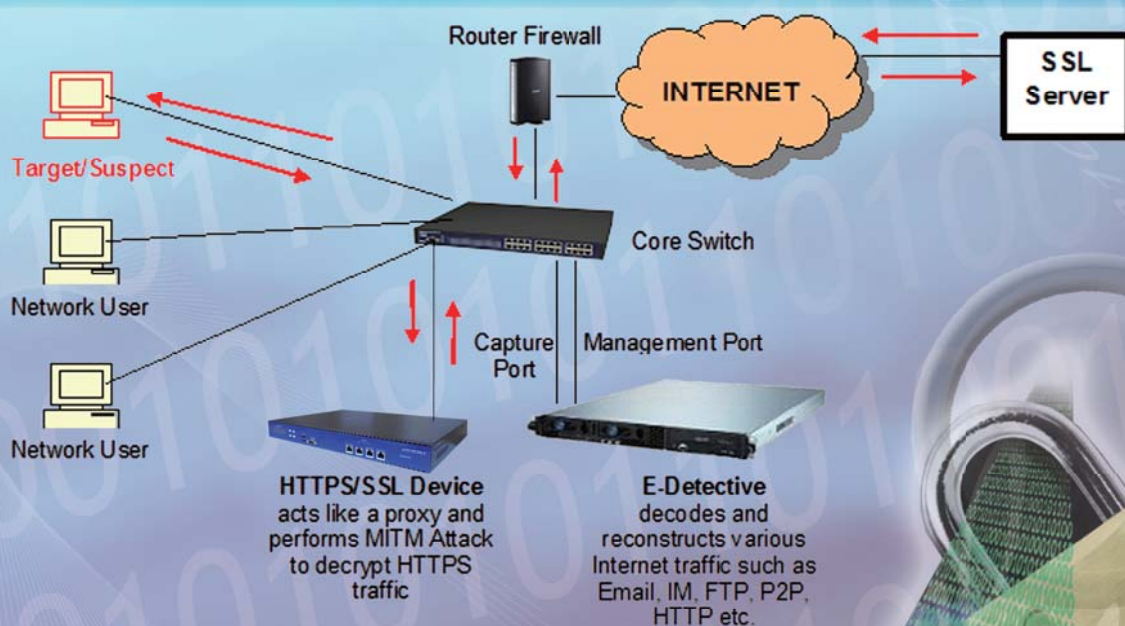 Router Firewall
INTERNET
SSL
Server
Target/Suspect
Core Switch
Network User
Capture
Port
Management Port
Network User
HTTPS/SSL Device
acts like a proxy and
performs MITM Attack
to decrypt HTTPS
traffic
E-Detective
decodes and
reconstructs various
Internet traffic such as
Email, IM, FTP, P2P,
HTTP etc.